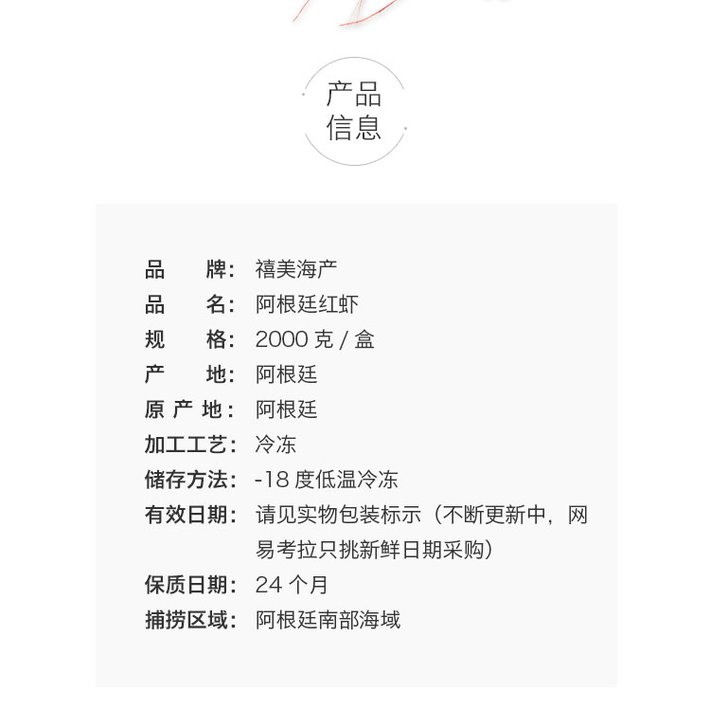 产品
信息
品 牌： 禧美海产
品 名： 阿根廷红虾
规 格： 2000 克 / 盒
产 地： 阿根廷
原 产 地： 阿根廷
加工工艺： 冷冻
储存方法： -18 度低温冷冻
有效日期： 请见实物包装标示（不断更新中，网
易考拉只挑新鲜日期采购）
保质日期： 24 个月
捕捞区域： 阿根廷南部海域